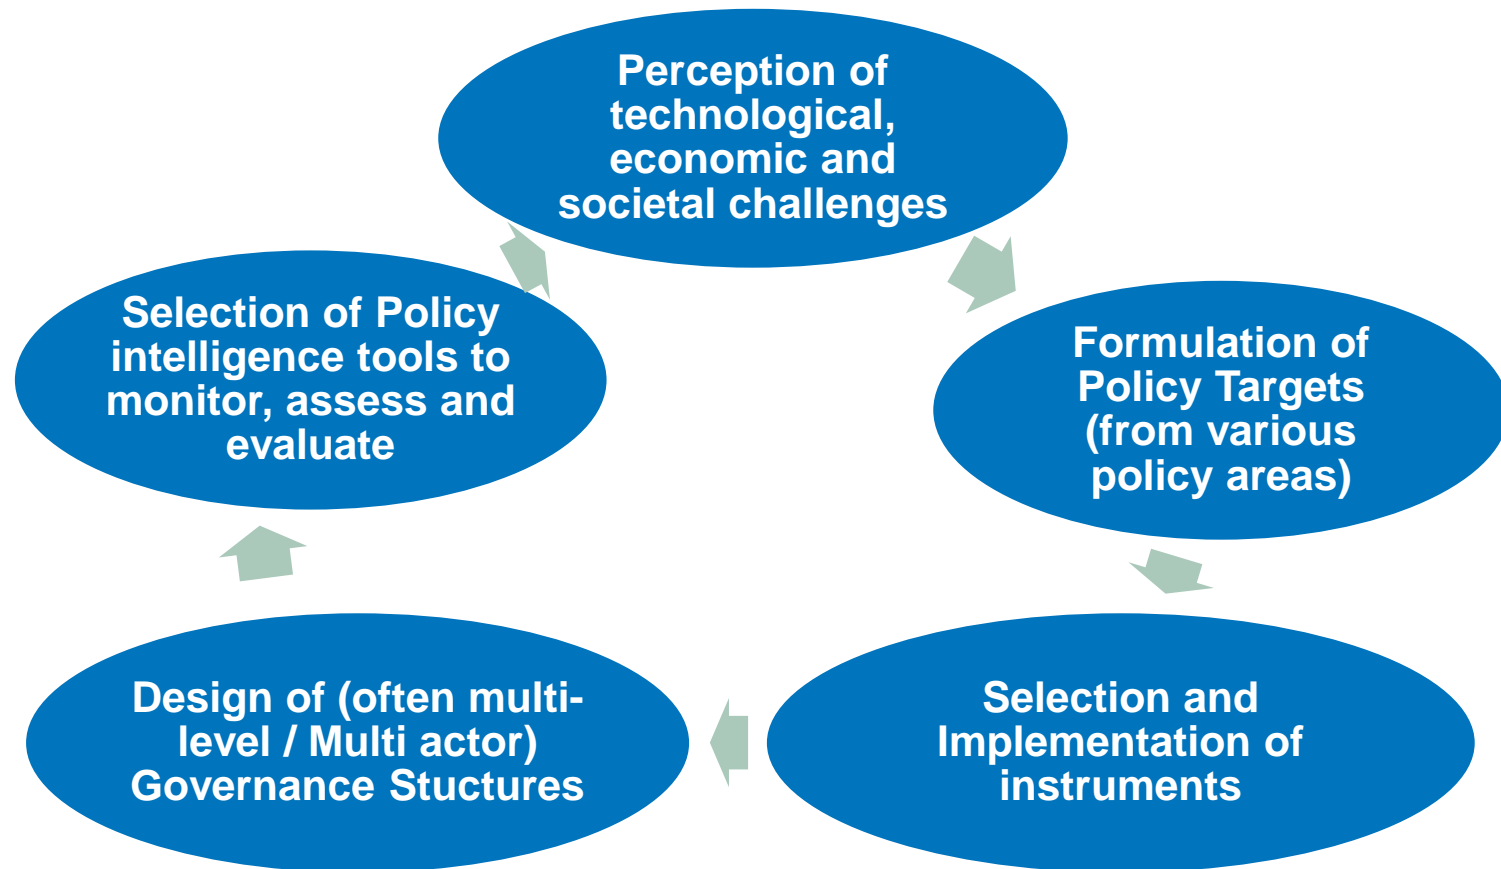 Perception of
technological,
economic and
societal challenges
Formulation of
Policy Targets
(from various
policy areas)
Selection and
Implementation of
instruments
Design of (often multi-
level / Multi actor)
Governance Stuctures
Selection of Policy
intelligence tools to
monitor, assess and
evaluate